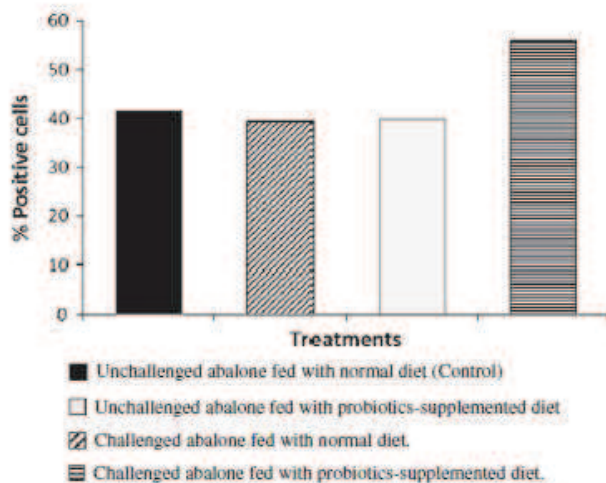 60
50
40
30
20
10
0
% Positive cells
Treatments
Unchallenged abalone fed with normal diet (Control)
Unchallenged abalone fed with probiotics-supplemented diet
Challenged abalone fed with normal diet.
Challenged abalone fed with probiotics-supplemented diet.